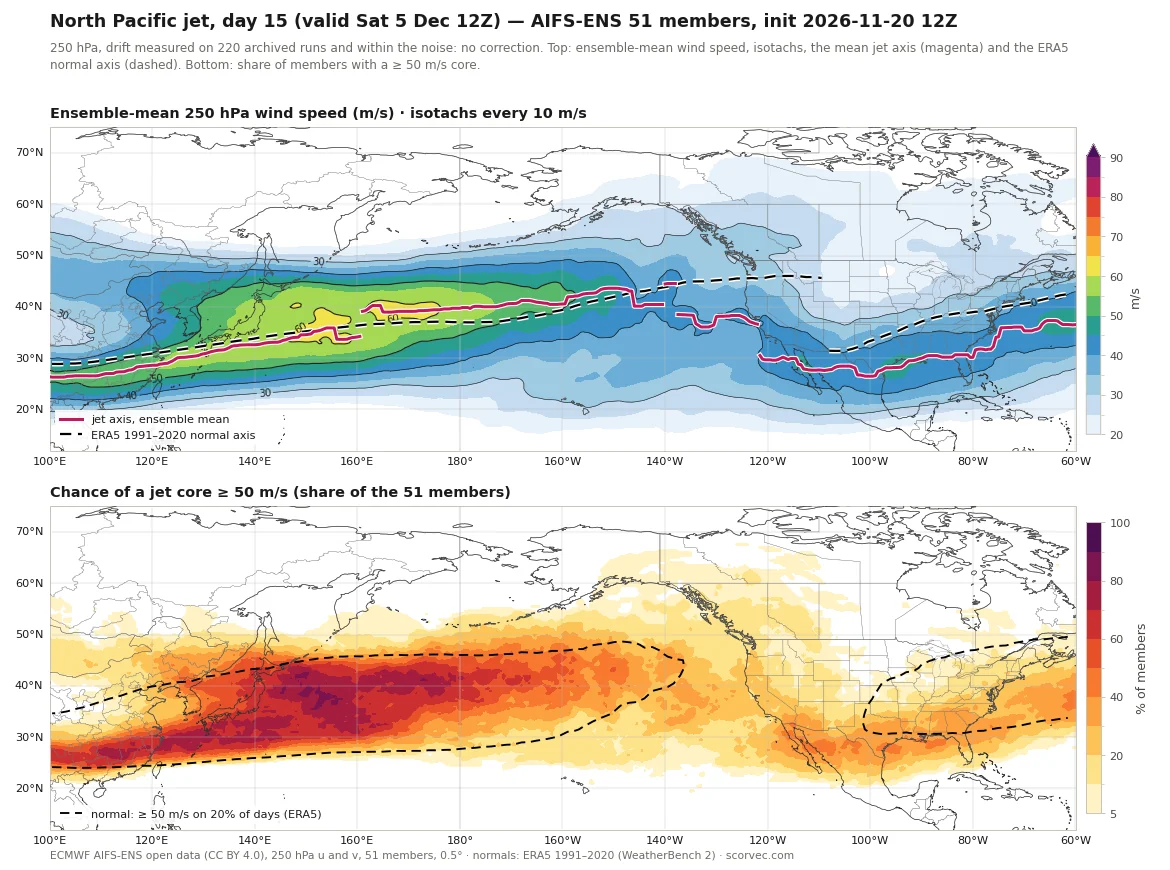 North Pacific jet, day 15 (valid Sat 5 Dec 12Z) — AIFS-ENS 51 members, init 2026-11-20 12Z
250 hPa, drift measured on 220 archived runs and within the noise: no correction. Top: ensemble-mean wind speed, isotachs, the mean jet axis (magenta) and the ERA5
normal axis (dashed). Bottom: share of members with a ≥ 50 m/s core.
Ensemble-mean 250 hPa wind speed (m/s) · isotachs every 10 m/s
70°N
60°N
50°N
40°N
30°N
20°N
30
30
60
60
50
40
30
jet axis, ensemble mean
ERA5 1991–2020 normal axis
100°E 120°E 140°E 160°E 180° 160°W 140°W 120°W 100°W 80°W 60°W
90
80
70
60
50
40
30
20
m/s
Chance of a jet core ≥ 50 m/s (share of the 51 members)
70°N
60°N
50°N
40°N
30°N
20°N
normal: ≥ 50 m/s on 20% of days (ERA5)
100°E 120°E 140°E 160°E 180° 160°W 140°W 120°W 100°W 80°W 60°W
100
80
60
40
20
5
% of members
ECMWF AIFS-ENS open data (CC BY 4.0), 250 hPa u and v, 51 members, 0.5° · normals: ERA5 1991–2020 (WeatherBench 2) · scorvec.com